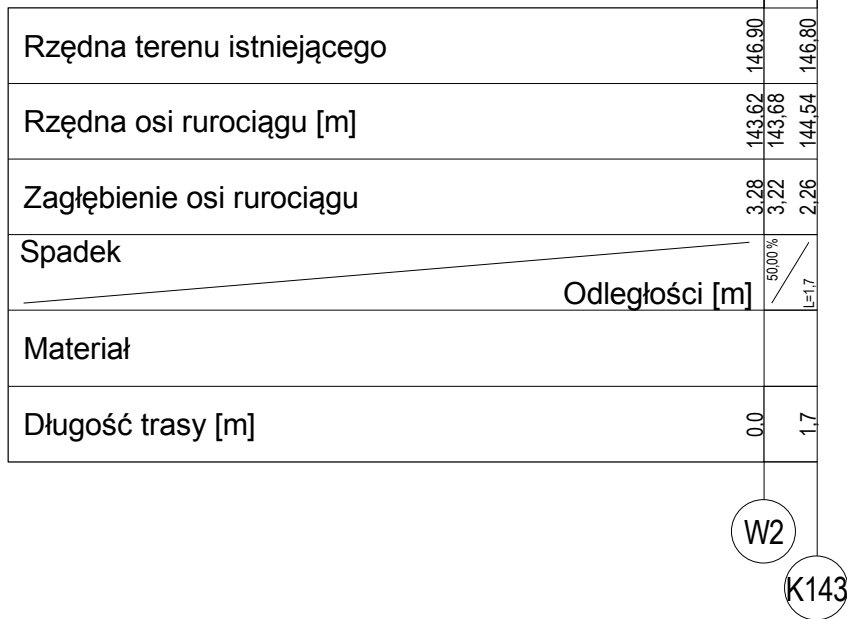 Rzędna terenu istniejącego 146.90 146,80
Rzędna osi rurociągu [m] 143.62 143,68 144,54
Zagłębienie osi rurociągu 3.28 3,22 2,26
Spadek 50,00 %
Odległości [m] L=1,7
Materiał
Długość trasy [m] 0.0 1,7
W2
K143